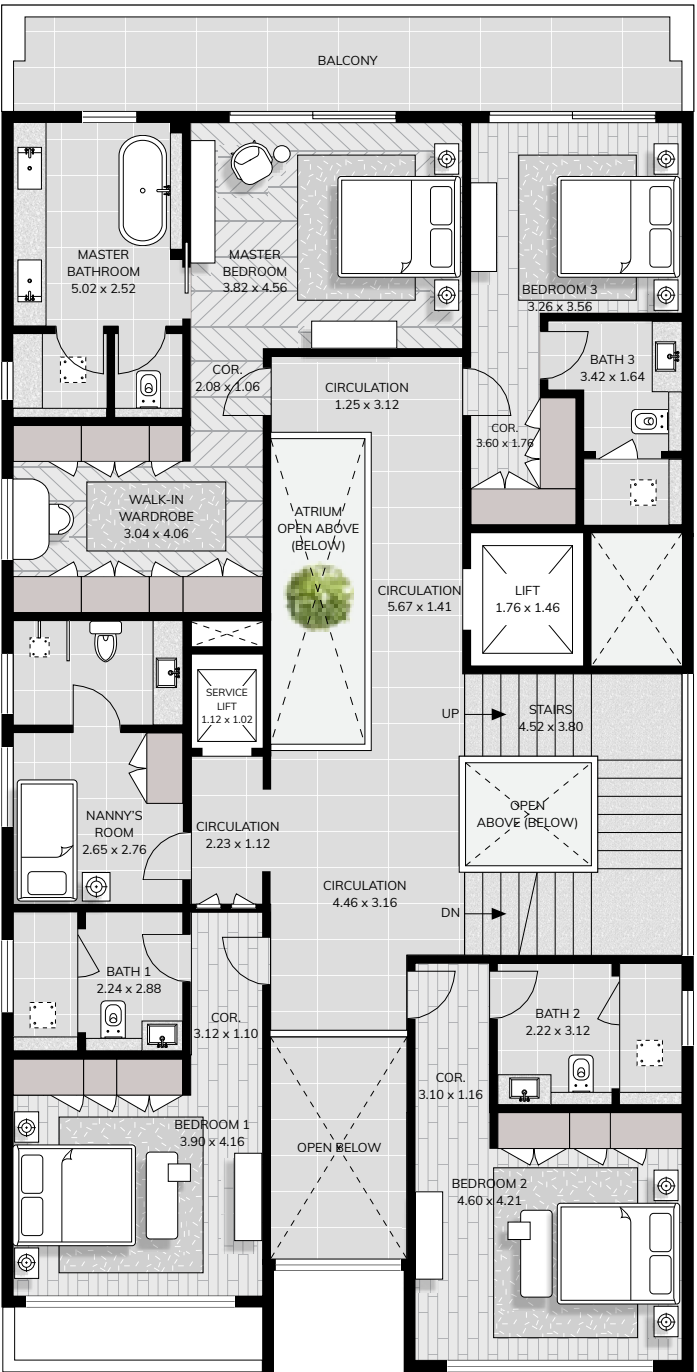 BALCONY
MASTER
BATHROOM
5.02 x 2.52
MASTER
BEDROOM
3.82 x 4.56
BEDROOM 3
3.26 x 3.56
BATH 3
3.42 x 1.64
COR.
2.08 x 1.06
CIRCULATION
1.25 x 3.12
COR.
3.60 x 1.76
WALK-IN
WARDROBE
3.04 x 4.06
ATRIUM
OPEN ABOVE
(BELOW)
CIRCULATION
5.67 x 1.41
LIFT
1.76 x 1.46
SERVICE
LIFT
1.12 x 1.02
UP
STAIRS
4.52 x 3.80
NANNY'S
ROOM
2.65 x 2.76
CIRCULATION
2.23 x 1.12
OPEN
ABOVE (BELOW)
CIRCULATION
4.46 x 3.16
DN
BATH 1
2.24 x 2.88
COR.
3.12 x 1.10
BATH 2
2.22 x 3.12
COR.
3.10 x 1.16
BEDROOM 1
3.90 x 4.16
OPEN BELOW
BEDROOM 2
4.60 x 4.21